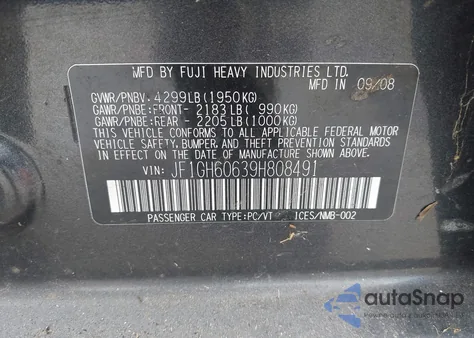 MFD BY FUJI HEAVY INDUSTRIES LTD.
MFD IN 09/08
GVWR/PNBV. 4299LB(1950KG)
GAWR/PNBE:FRONT- 2183LB( 990KG)
GAWR/PNBE:REAR - 2205LB(1000KG)
THIS VEHICLE CONFORMS TO ALL APPLICABLE FEDERAL MOTOR
VEHICLE SAFETY, BUMPER, AND THEFT PREVENTION STANDARDS
IN EFFECT ON THE DATE OF MANUFACTURE SHOWN ABOVE.
VIN: JF1GH60639H808491
PASSENGER CAR TYPE:PC/VT ICES/NMB-002
autoSnap